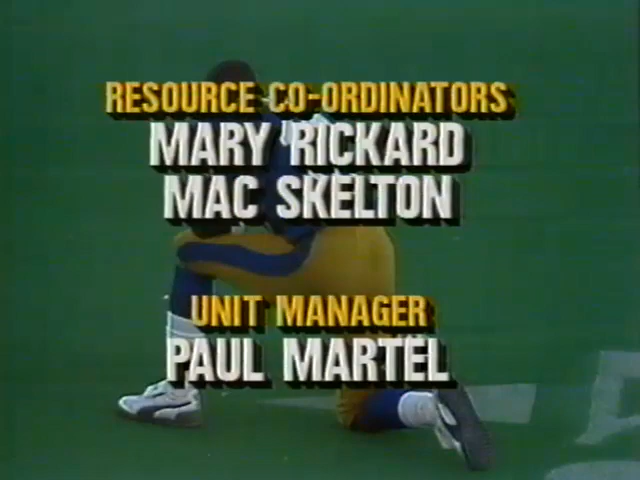 RESOURCE CO-ORDINATORS
MARY RICKARD
MAC SKELTON
UNIT MANAGER
PAUL MARTEL